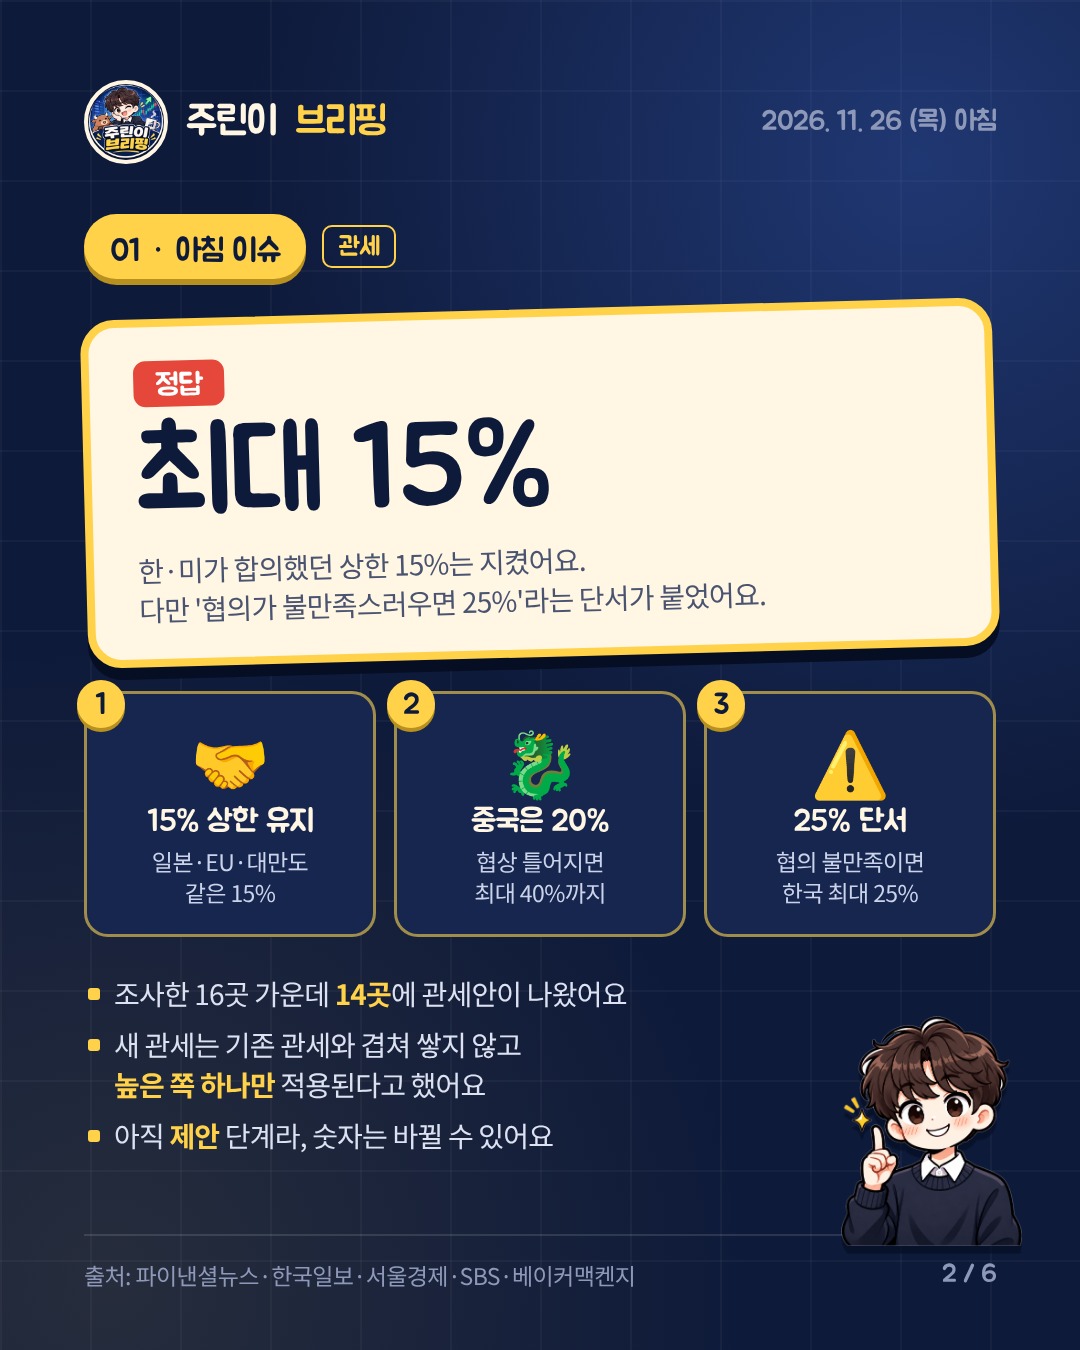 주린이
브리핑
주린이 브리핑
2026. 11. 26 (목) 아침
01 · 아침 이슈
관세
정답
최대 15%
한·미가 합의했던 상한 15%는 지켰어요.
다만 '협의가 불만족스러우면 25%'라는 단서가 붙었어요.
1
15% 상한 유지
일본·EU·대만도
같은 15%
2
중국은 20%
협상 틀어지면
최대 40%까지
3
25% 단서
협의 불만족이면
한국 최대 25%
조사한 16곳 가운데 14곳에 관세안이 나왔어요
새 관세는 기존 관세와 겹쳐 쌓지 않고
높은 쪽 하나만 적용된다고 했어요
아직 제안 단계라, 숫자는 바뀔 수 있어요
출처: 파이낸셜뉴스·한국일보·서울경제·SBS·베이커맥켄지
2 / 6